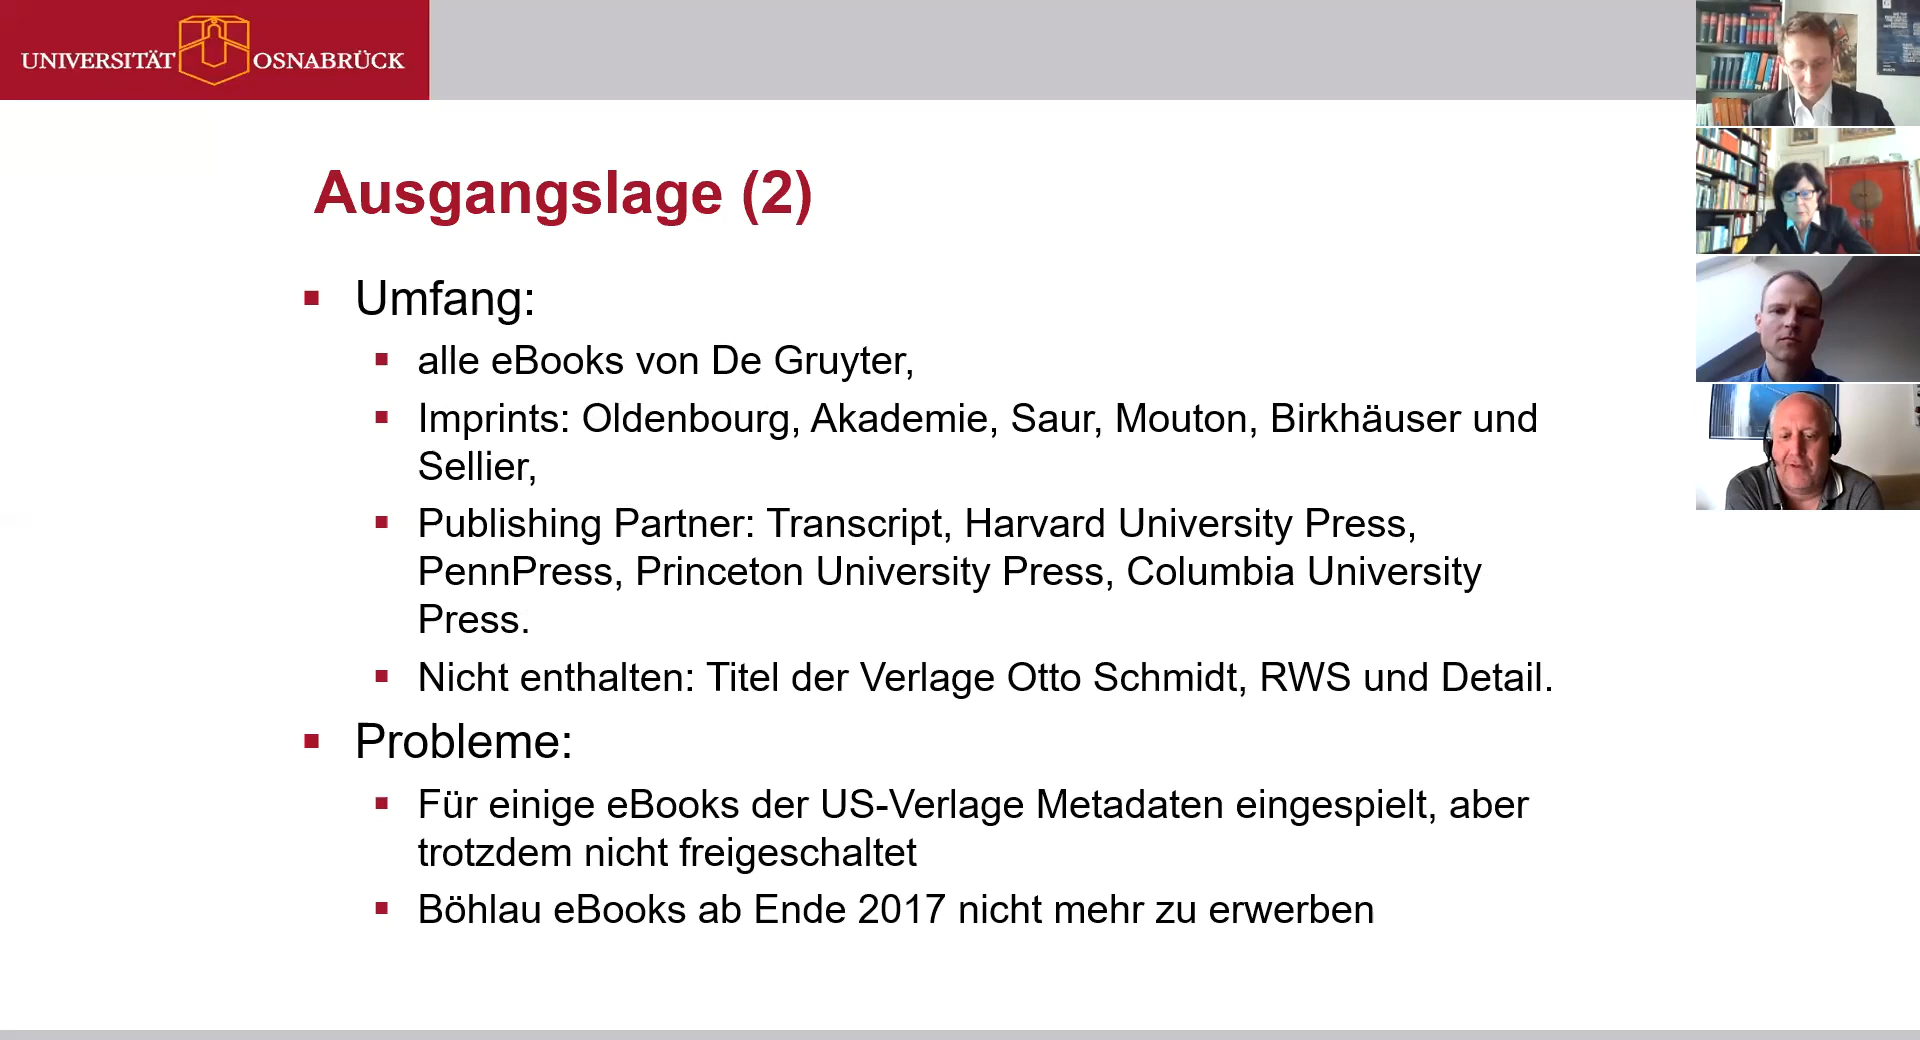 UNIVERSITÄT OSNABRÜCK
Ausgangslage (2)
Umfang:
alle eBooks von De Gruyter,
Imprints: Oldenbourg, Akademie, Saur, Mouton, Birkhäuser und
Sellier,
Publishing Partner: Transcript, Harvard University Press,
PennPress, Princeton University Press, Columbia University
Press.
Nicht enthalten: Titel der Verlage Otto Schmidt, RWS und Detail.
Probleme:
Für einige eBooks der US-Verlage Metadaten eingespielt, aber
trotzdem nicht freigeschaltet
Böhlau eBooks ab Ende 2017 nicht mehr zu erwerben